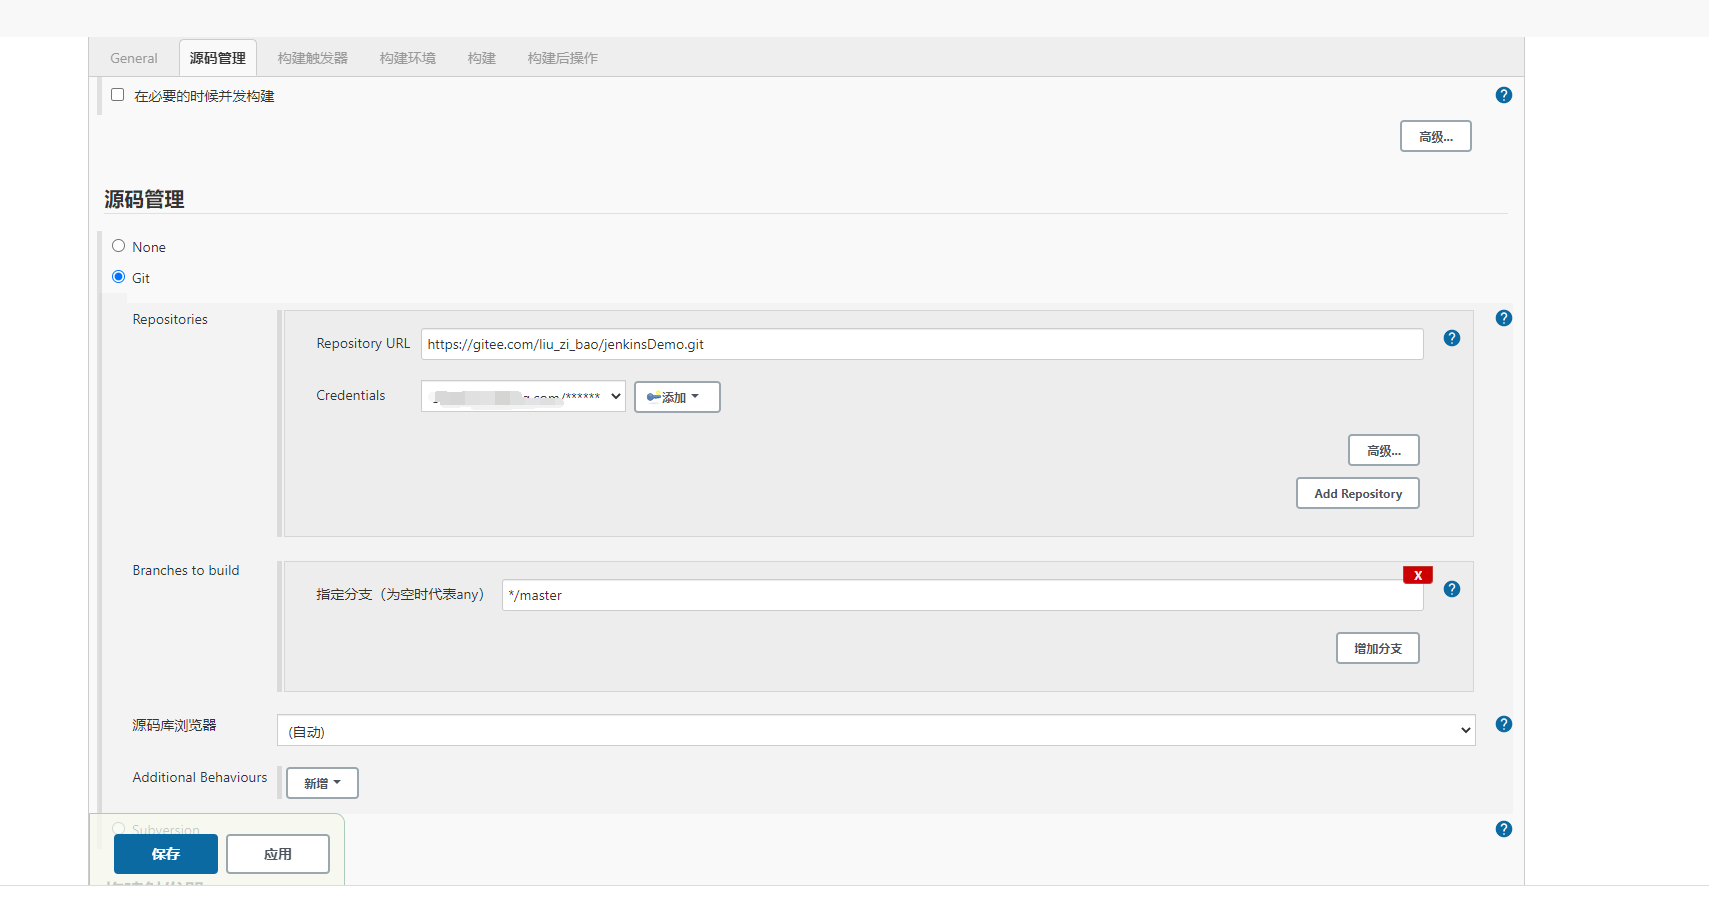 General 源码管理 构建触发器 构建环境 构建 构建后操作
在必要的时候并发构建
高级...
源码管理
None
Git
Repositories
Repository URL https://gitee.com/liu_zi_bao/jenkinsDemo.git
Credentials q.com/****** 添加
高级...
Add Repository
Branches to build
X
指定分支（为空时代表any） */master
增加分支
源码库浏览器 (自动)
Additional Behaviours 新增
Subversion
保存 应用